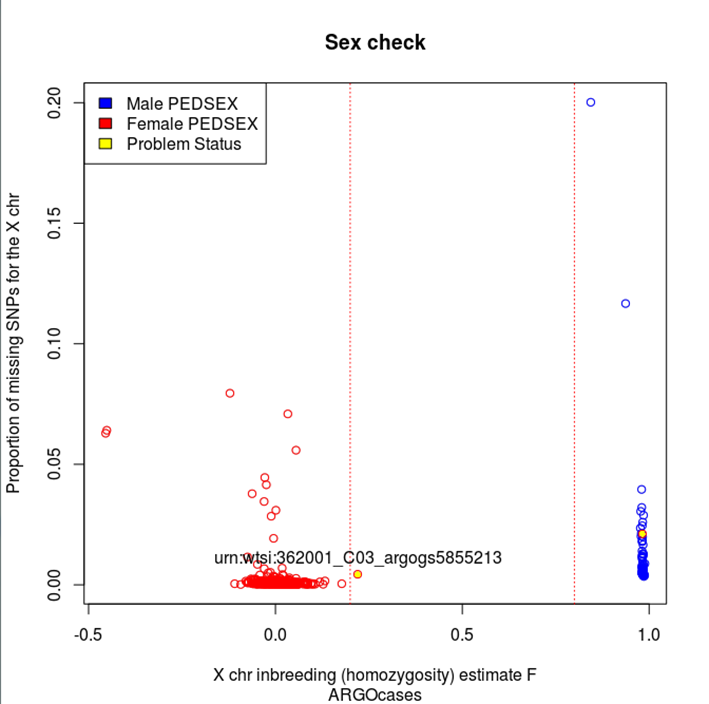 Sex check
Male PEDSEX
Female PEDSEX
Problem Status
Proportion of missing SNPs for the X chr
0.20
0.15
0.10
0.05
0.00
urn:wtsi:362001_C03_argogs5855213
-0.5
0.0
0.5
1.0
X chr inbreeding (homozygosity) estimate F
ARGOcases